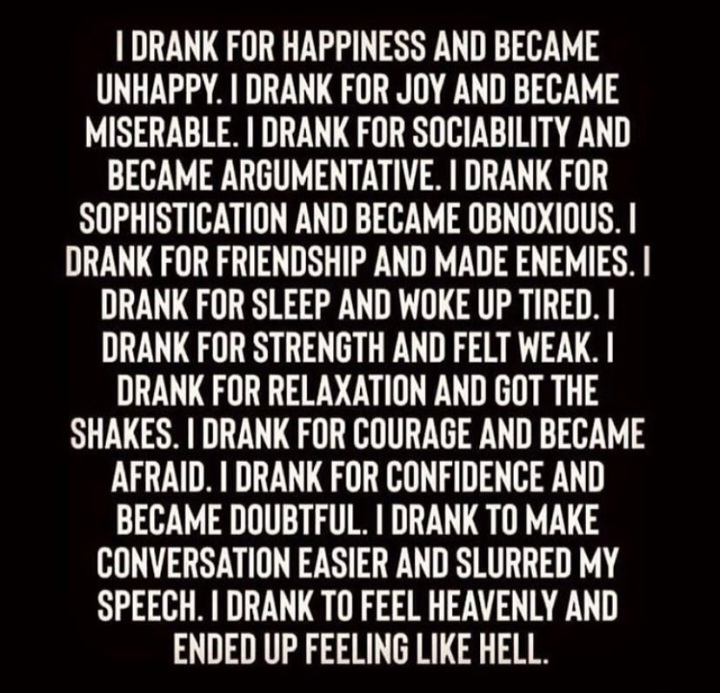 I DRANK FOR HAPPINESS AND BECAME
UNHAPPY. I DRANK FOR JOY AND BECAME
MISERABLE. I DRANK FOR SOCIABILITY AND
BECAME ARGUMENTATIVE. I DRANK FOR
SOPHISTICATION AND BECAME OBNOXIOUS. I
DRANK FOR FRIENDSHIP AND MADE ENEMIES. I
DRANK FOR SLEEP AND WOKE UP TIRED. I
DRANK FOR STRENGTH AND FELT WEAK. I
DRANK FOR RELAXATION AND GOT THE
SHAKES. I DRANK FOR COURAGE AND BECAME
AFRAID. I DRANK FOR CONFIDENCE AND
BECAME DOUBTFUL. I DRANK TO MAKE
CONVERSATION EASIER AND SLURRED MY
SPEECH. I DRANK TO FEEL HEAVENLY AND
ENDED UP FEELING LIKE HELL.